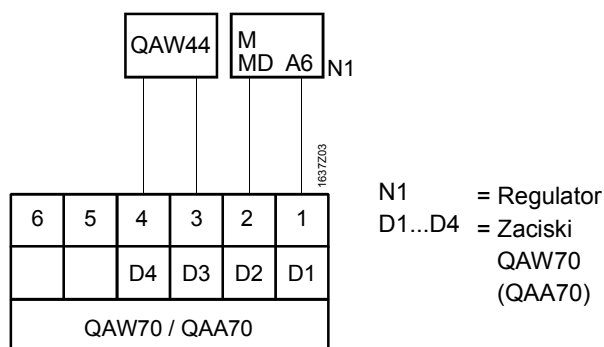 QAW44
M
MD A6
N1
1637Z03
6 5 4 3 2 1
D4 D3 D2 D1
QAW70 / QAA70
N1 = Regulator
D1...D4 = Zaciski
QAW70
(QAA70)